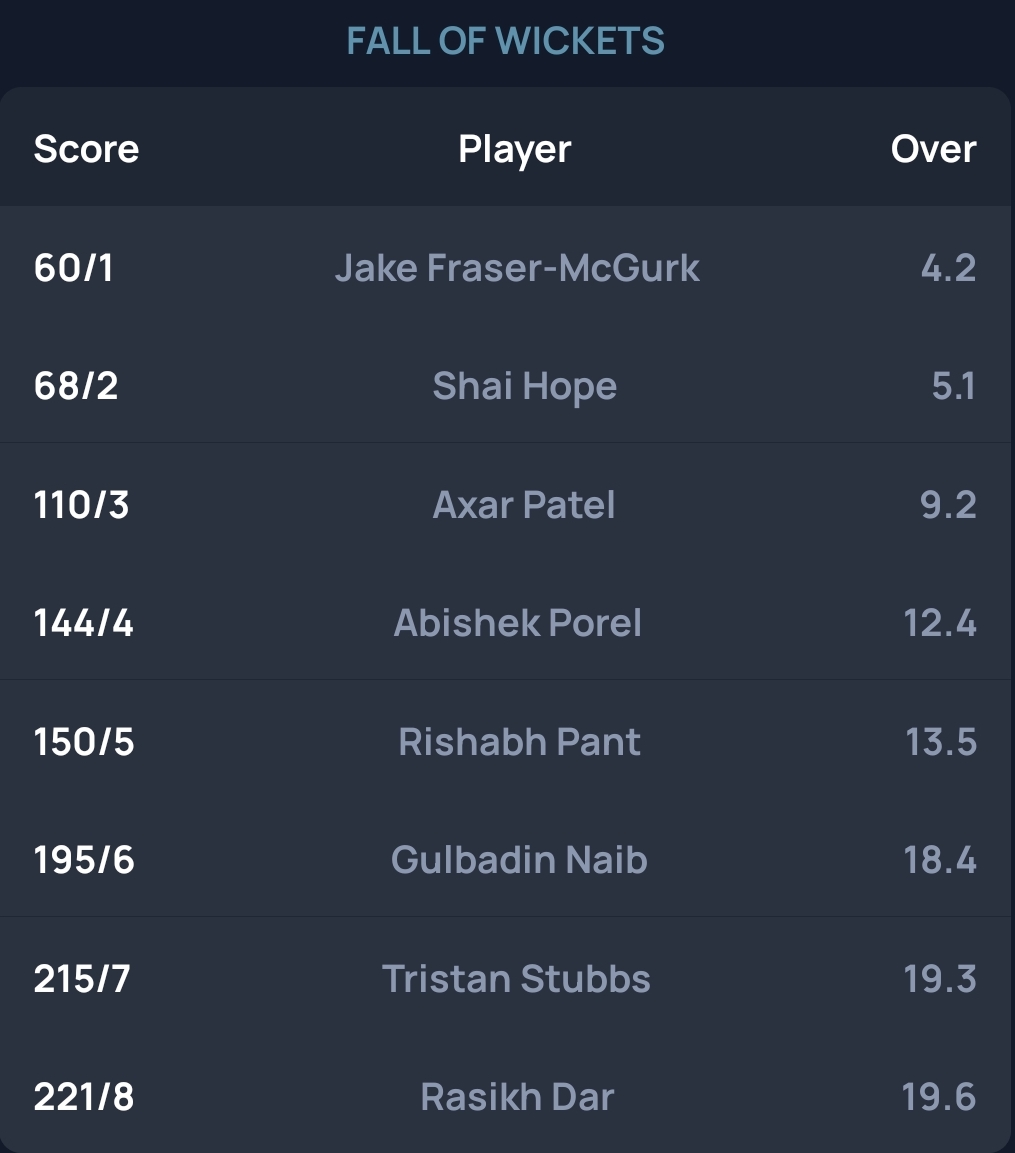 FALL OF WICKETS
Score Player Over
60/1 Jake Fraser-McGurk 4.2
68/2 Shai Hope 5.1
110/3 Axar Patel 9.2
144/4 Abishek Porel 12.4
150/5 Rishabh Pant 13.5
195/6 Gulbadin Naib 18.4
215/7 Tristan Stubbs 19.3
221/8 Rasikh Dar 19.6